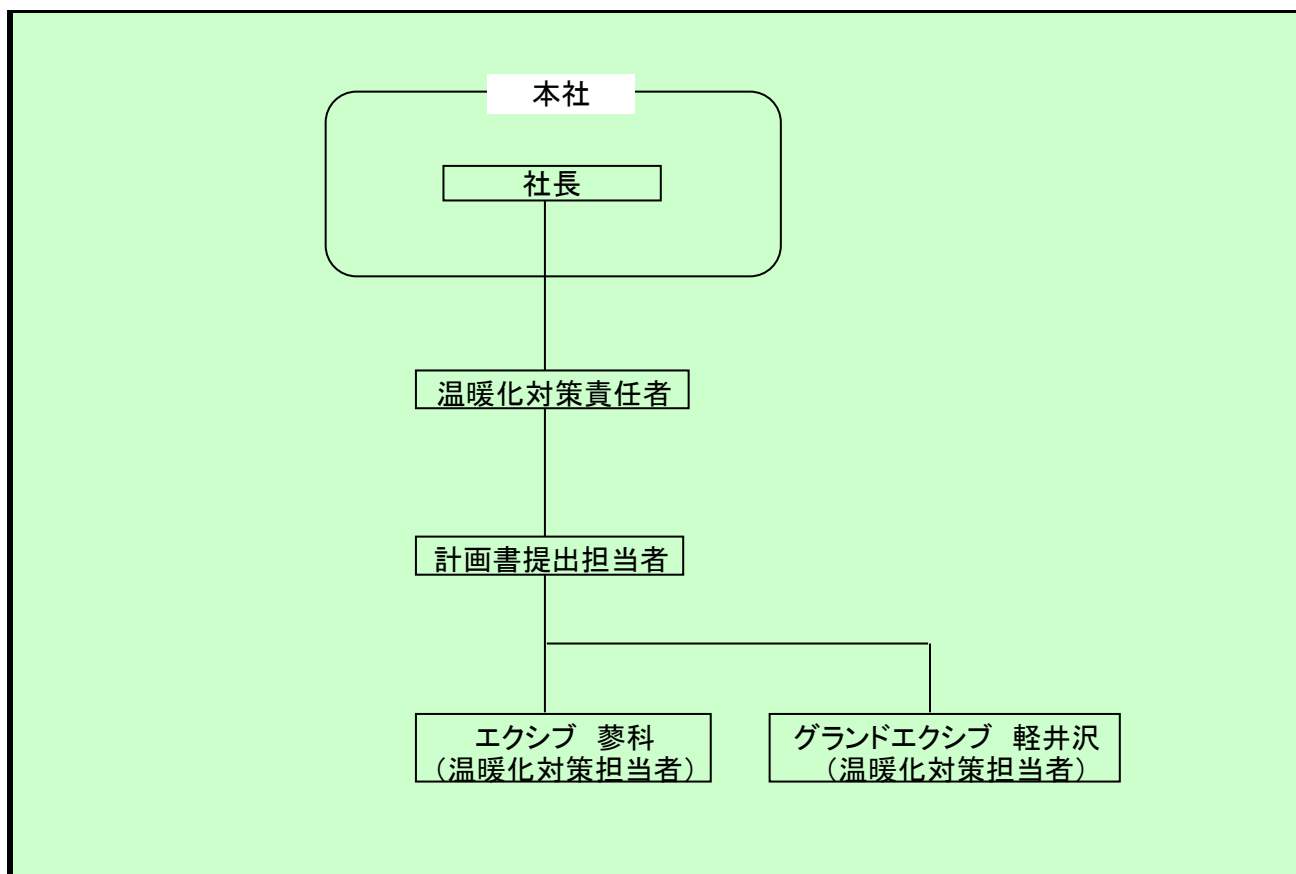 本社
社長
温暖化対策責任者
計画書提出担当者
エクシブ　蓼科
（温暖化対策担当者）
グランドエクシブ　軽井沢
（温暖化対策担当者）